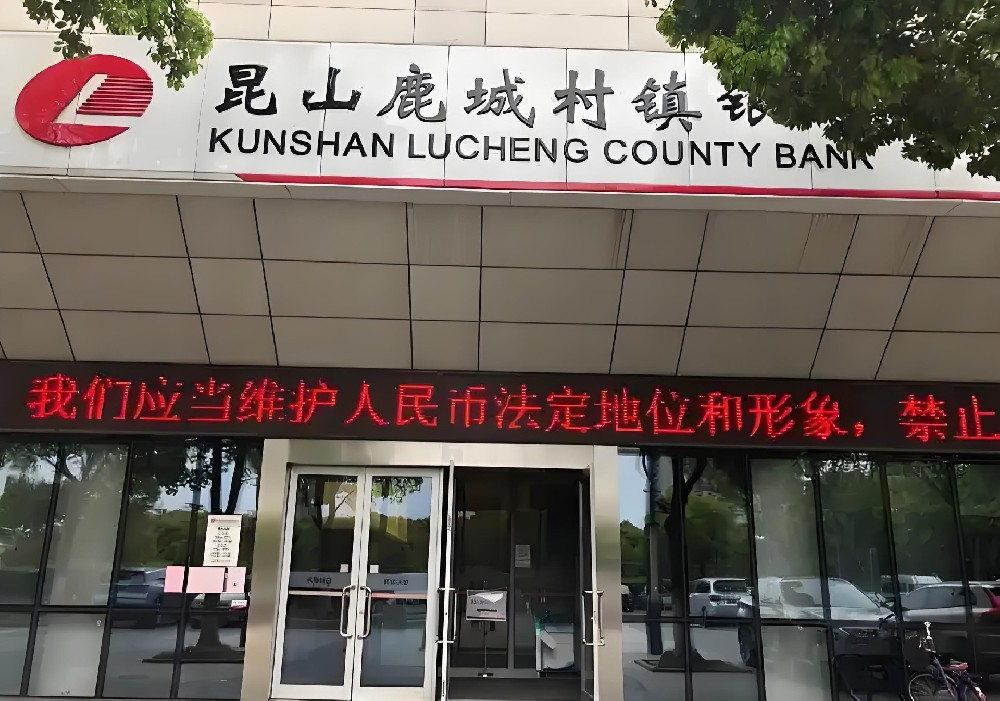 昆山鹿城村镇银
KUNSHAN LUCHENG COUNTY BANK
我们应当维护人民币法定地位和形象，禁止